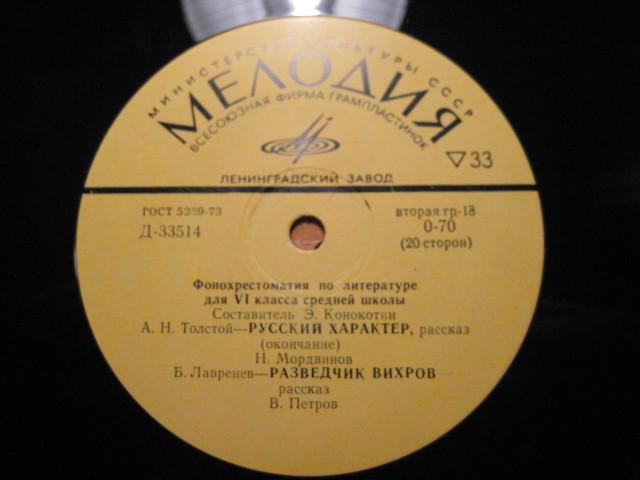 МИНИСТЕРСТВО КУЛЬТУРЫ СССР
МЕЛОДИЯ
ВСЕСОЮЗНАЯ ФИРМА ГРАМПЛАСТИНОК
ЛЕНИНГРАДСКИЙ ЗАВОД
▽33
ГОСТ 5289-73
Д-33514
вторая гр-18
0-70
(20 сторон)
Фонохрестоматия по литературе
для VI класса средней школы
Составитель Э. Конокотин
А. Н. Толстой—РУССКИЙ ХАРАКТЕР, рассказ
(окончание)
Н. Мордвинов
Б. Лавренев—РАЗВЕДЧИК ВИХРОВ
рассказ
В. Петров